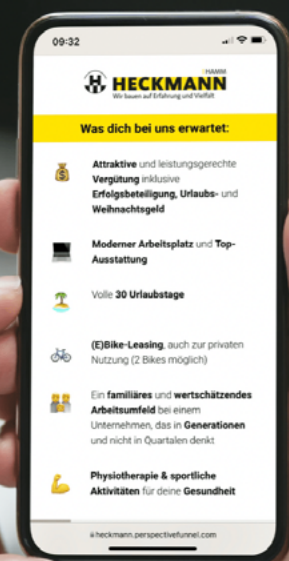 09:32
HAMM
HECKMANN
Wir bauen auf Erfahrung und Vielfalt
Was dich bei uns erwartet:
Attraktive und leistungsgerechte
Vergütung inklusive
Erfolgsbeteiligung, Urlaubs- und
Weihnachtsgeld
Moderner Arbeitsplatz und Top-
Ausstattung
Volle 30 Urlaubstage
(E)Bike-Leasing, auch zur privaten
Nutzung (2 Bikes möglich)
Ein familiäres und wertschätzendes
Arbeitsumfeld bei einem
Unternehmen, das in Generationen
und nicht in Quartalen denkt
Physiotherapie & sportliche
Aktivitäten für deine Gesundheit
heckmann.perspectivefunnel.com